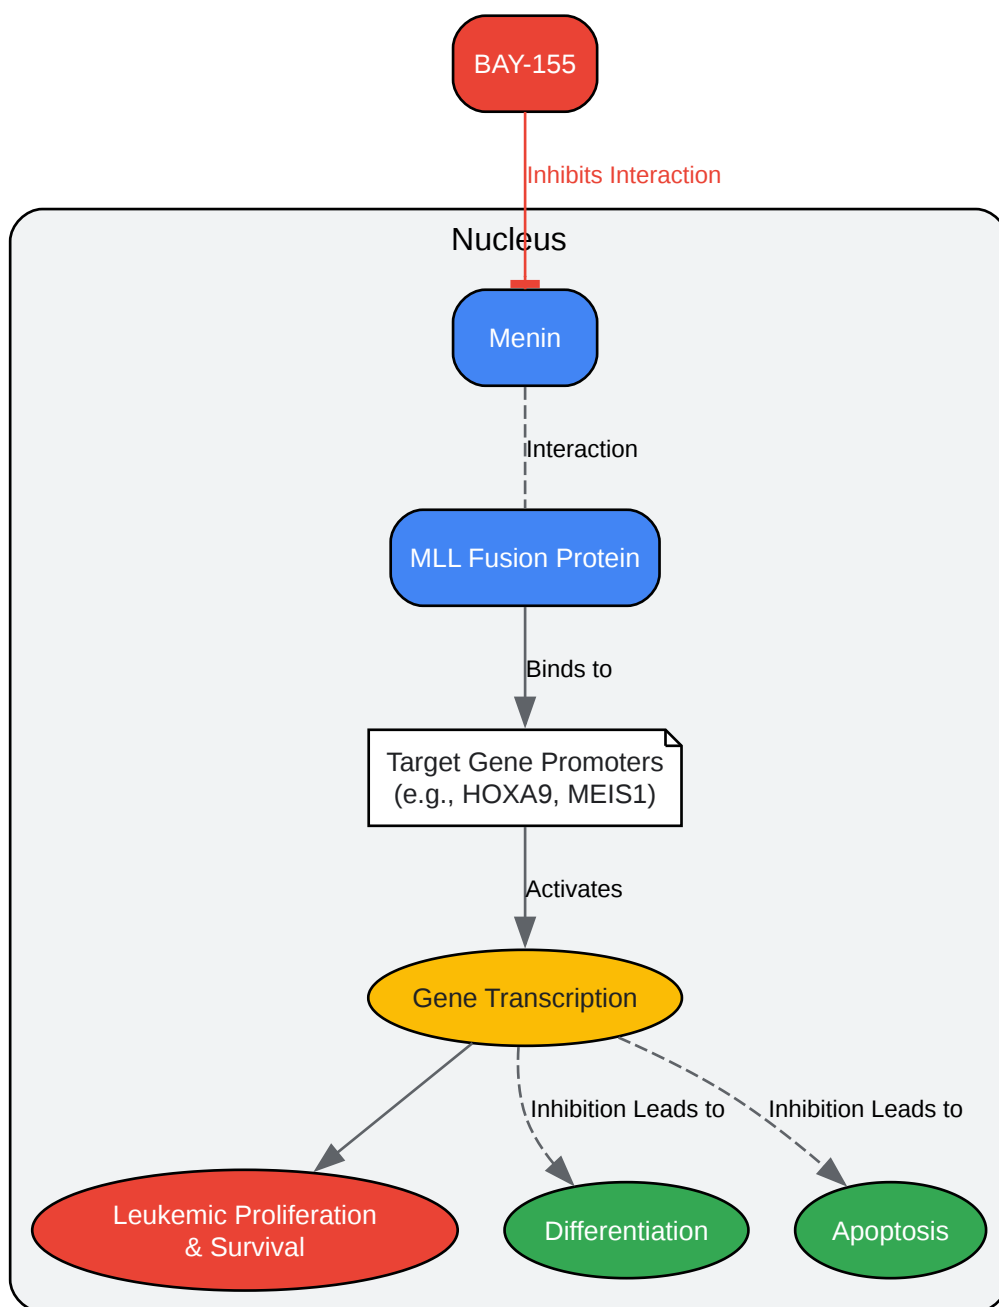 BAY-155
Inhibits Interaction
Nucleus
Menin
Interaction
MLL Fusion Protein
Binds to
Target Gene Promoters
(e.g., HOXA9, MEIS1)
Activates
Gene Transcription
Inhibition Leads to
Inhibition Leads to
Leukemic Proliferation
& Survival
Differentiation
Apoptosis